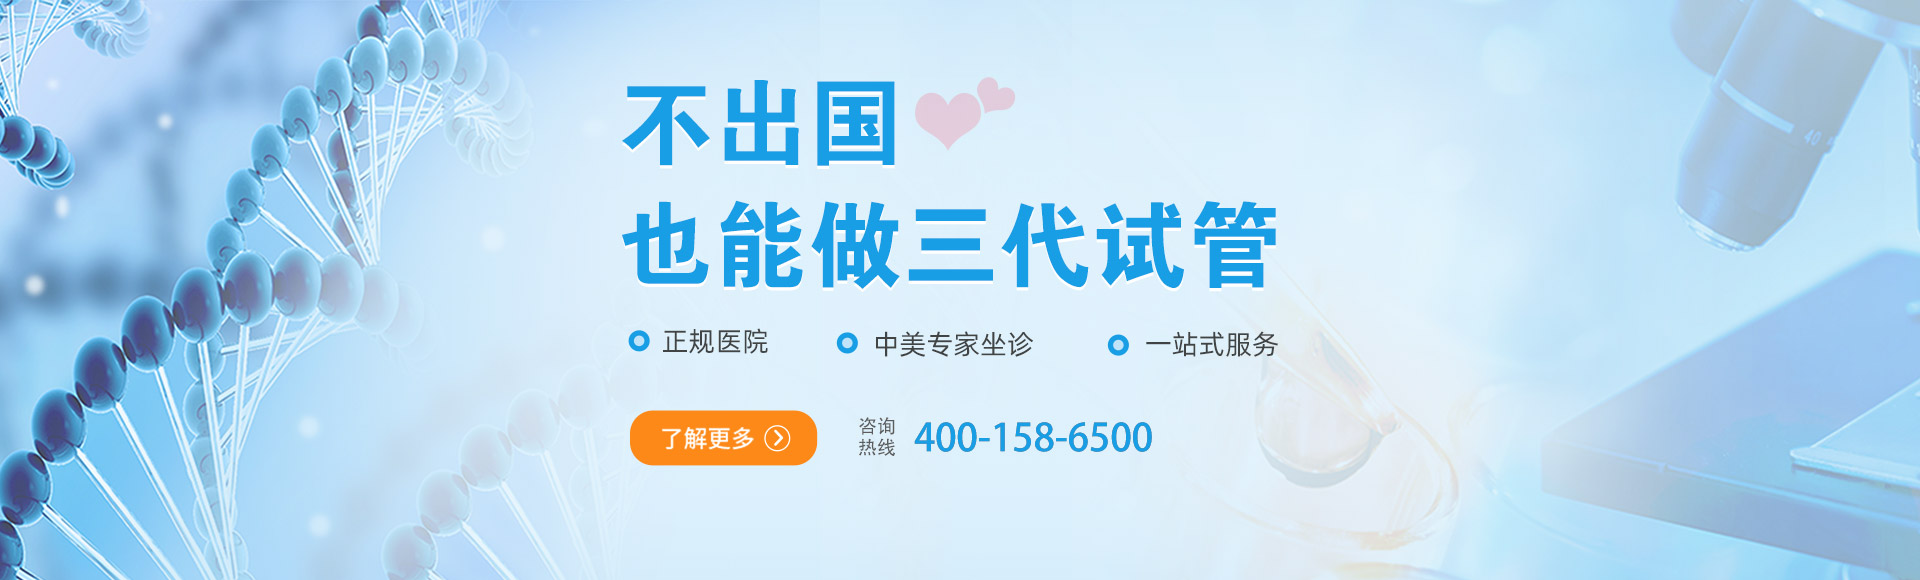 不出国
也能做三代试管
正规医院 中美专家坐诊 一站式服务
了解更多
咨询
热线
400-158-6500
40